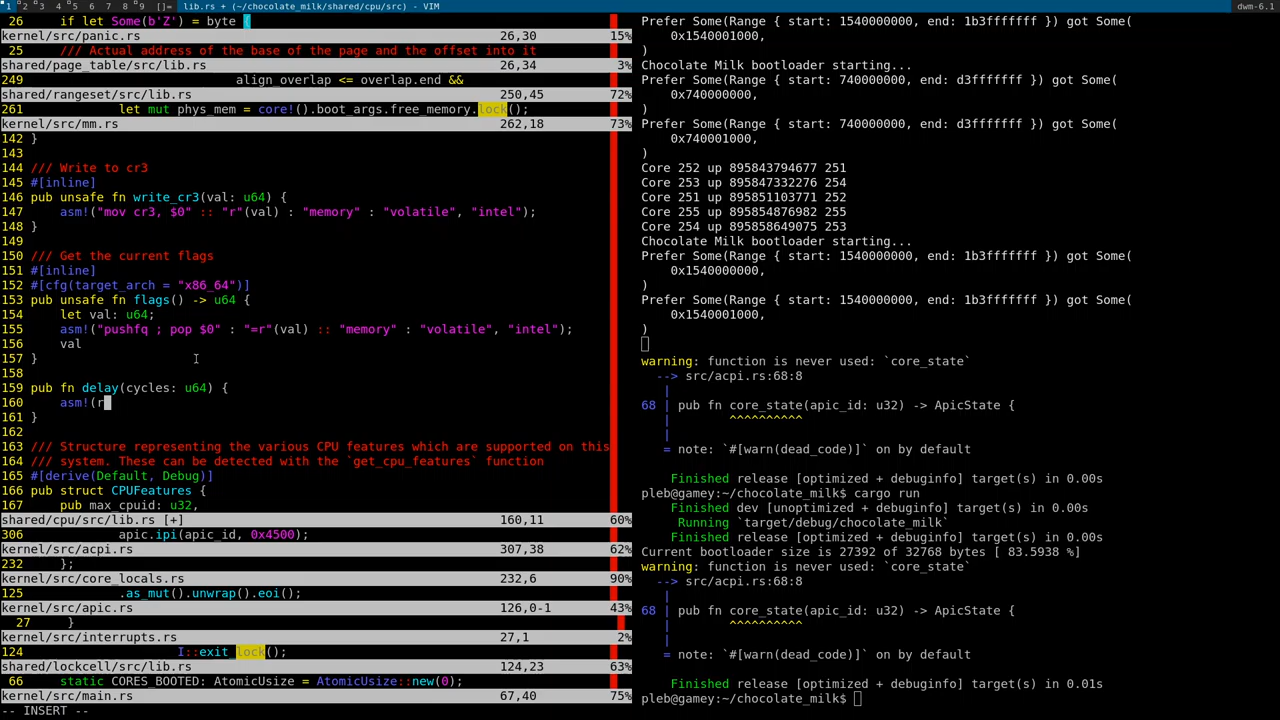 1 2 3 4 5 6 7 8 9 []= lib.rs + (~/chocolate_milk/shared/cpu/src) - VIM dwm-6.1
26 if let Some(b'Z') = byte {
kernel/src/panic.rs 26,30 15%
25 /// Actual address of the base of the page and the offset into it
shared/page_table/src/lib.rs 26,34 3%
249 align_overlap <= overlap.end &&
shared/rangeset/src/lib.rs 250,45 72%
261 let mut phys_mem = core!().boot_args.free_memory.lock();
kernel/src/mm.rs 262,18 73%
142 }
143
144 /// Write to cr3
145 #[inline]
146 pub unsafe fn write_cr3(val: u64) {
147 asm!("mov cr3, $0" :: "r"(val) : "memory" : "volatile", "intel");
148 }
149
150 /// Get the current flags
151 #[inline]
152 #[cfg(target_arch = "x86_64")]
153 pub unsafe fn flags() -> u64 {
154 let val: u64;
155 asm!("pushfq ; pop $0" : "=r"(val) :: "memory" : "volatile", "intel");
156 val
157 }
158
159 pub fn delay(cycles: u64) {
160 asm!(r
161 }
162
163 /// Structure representing the various CPU features which are supported on this
164 /// system. These can be detected with the `get_cpu_features` function
165 #[derive(Default, Debug)]
166 pub struct CPUFeatures {
167 pub max_cpuid: u32,
shared/cpu/src/lib.rs [+] 160,11 60%
306 apic.ipi(apic_id, 0x4500);
kernel/src/acpi.rs 307,38 62%
232 };
kernel/src/core_locals.rs 232,6 90%
125 .as_mut().unwrap().eoi();
kernel/src/apic.rs 126,0-1 43%
27 }
kernel/src/interrupts.rs 27,1 2%
124 I::exit_lock();
shared/lockcell/src/lib.rs 124,23 63%
66 static CORES_BOOTED: AtomicUsize = AtomicUsize::new(0);
kernel/src/main.rs 67,40 75%
-- INSERT --
Prefer Some(Range { start: 1540000000, end: 1b3fffffff }) got Some(
0x1540001000,
)
Chocolate Milk bootloader starting...
Prefer Some(Range { start: 740000000, end: d3fffffff }) got Some(
0x740000000,
)
Prefer Some(Range { start: 740000000, end: d3fffffff }) got Some(
0x740001000,
)
Core 252 up 895843794677 251
Core 253 up 895847332276 254
Core 251 up 895851103771 252
Core 255 up 895854876982 255
Core 254 up 895858649075 253
Chocolate Milk bootloader starting...
Prefer Some(Range { start: 1540000000, end: 1b3fffffff }) got Some(
0x1540000000,
)
Prefer Some(Range { start: 1540000000, end: 1b3fffffff }) got Some(
0x1540001000,
)
warning: function is never used: `core_state`
--> src/acpi.rs:68:8
|
68 | pub fn core_state(apic_id: u32) -> ApicState {
| ^^^^^^^^^^
|
= note: `#[warn(dead_code)]` on by default
Finished release [optimized + debuginfo] target(s) in 0.00s
pleb@gamey:~/chocolate_milk$ cargo run
Finished dev [unoptimized + debuginfo] target(s) in 0.00s
Running `target/debug/chocolate_milk`
Finished release [optimized + debuginfo] target(s) in 0.00s
Current bootloader size is 27392 of 32768 bytes [ 83.5938 %]
warning: function is never used: `core_state`
--> src/acpi.rs:68:8
|
68 | pub fn core_state(apic_id: u32) -> ApicState {
| ^^^^^^^^^^
|
= note: `#[warn(dead_code)]` on by default
Finished release [optimized + debuginfo] target(s) in 0.01s
pleb@gamey:~/chocolate_milk$